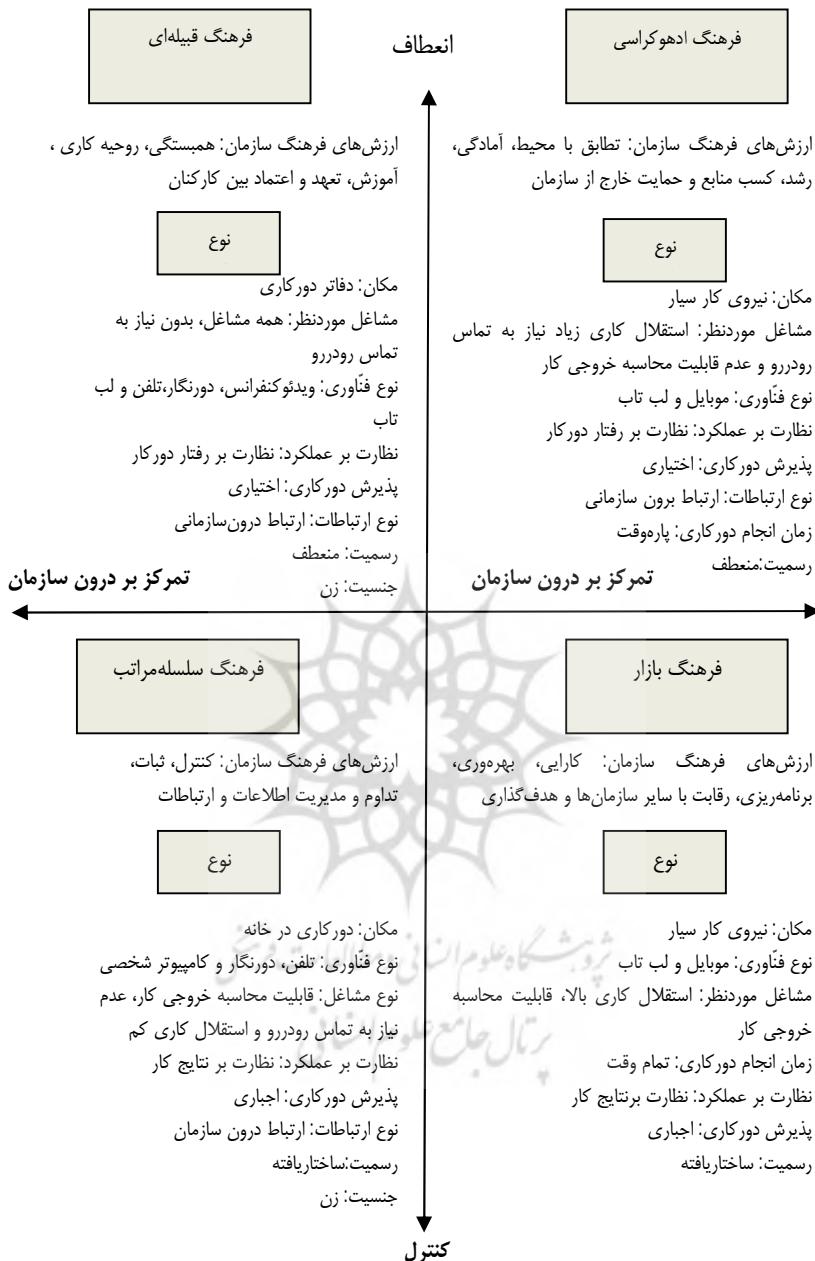 فرهنگ ادهوکراسی
انعطاف
فرهنگ قبیله‌ای
ارزش‌های فرهنگ سازمان: تطابق با محیط، آمادگی،
رشد، کسب منابع و حمایت خارج از سازمان
نوع
مکان: نیروی کار سیار
مشاغل موردنظر: استقلال کاری زیاد نیاز به تماس
رودررو و عدم قابلیت محاسبه خروجی کار
نوع فنّاوری: موبایل و لب تاب
نظارت بر عملکرد: نظارت بر رفتار دورکار
پذیرش دورکاری: اختیاری
نوع ارتباطات: ارتباط برون سازمانی
زمان انجام دورکاری: پاره‌وقت
رسمیت:منعطف
ارزش‌های فرهنگ سازمان: همبستگی، روحیه کاری ،
آموزش، تعهد و اعتماد بین کارکنان
نوع
مکان: دفاتر دورکاری
مشاغل موردنظر: همه مشاغل، بدون نیاز به
تماس رودررو
نوع فنّاوری: ویدئوکنفرانس، دورنگار،تلفن و لب
تاب
نظارت بر عملکرد: نظارت بر رفتار دورکار
پذیرش دورکاری: اختیاری
نوع ارتباطات: ارتباط درون‌سازمانی
رسمیت: منعطف
جنسیت: زن
تمرکز بر درون سازمان
تمرکز بر درون سازمان
فرهنگ بازار
ارزش‌های فرهنگ سازمان: کارایی، بهره‌وری،
برنامه‌ریزی، رقابت با سایر سازمان‌ها و هدف‌گذاری
نوع
مکان: نیروی کار سیار
نوع فنّاوری: موبایل و لب تاب
مشاغل موردنظر: استقلال کاری بالا، قابلیت محاسبه
خروجی کار
زمان انجام دورکاری: تمام وقت
نظارت بر عملکرد: نظارت برنتایج کار
پذیرش دورکاری: اجباری
رسمیت: ساختاریافته
فرهنگ سلسله‌مراتب
ارزش‌های فرهنگ سازمان: کنترل، ثبات،
تداوم و مدیریت اطلاعات و ارتباطات
نوع
مکان: دورکاری در خانه
نوع فنّاوری: تلفن، دورنگار و کامپیوتر شخصی
نوع مشاغل: قابلیت محاسبه خروجی کار، عدم
نیاز به تماس رودررو و استقلال کاری کم
نظارت بر عملکرد: نظارت بر نتایج کار
پذیرش دورکاری: اجباری
نوع ارتباطات: ارتباط درون سازمان
رسمیت:ساختاریافته
جنسیت: زن
کنترل
پژوهشگاه علوم انسانی و مطالعات فرهنگی
پرتال جامع علوم انسانی